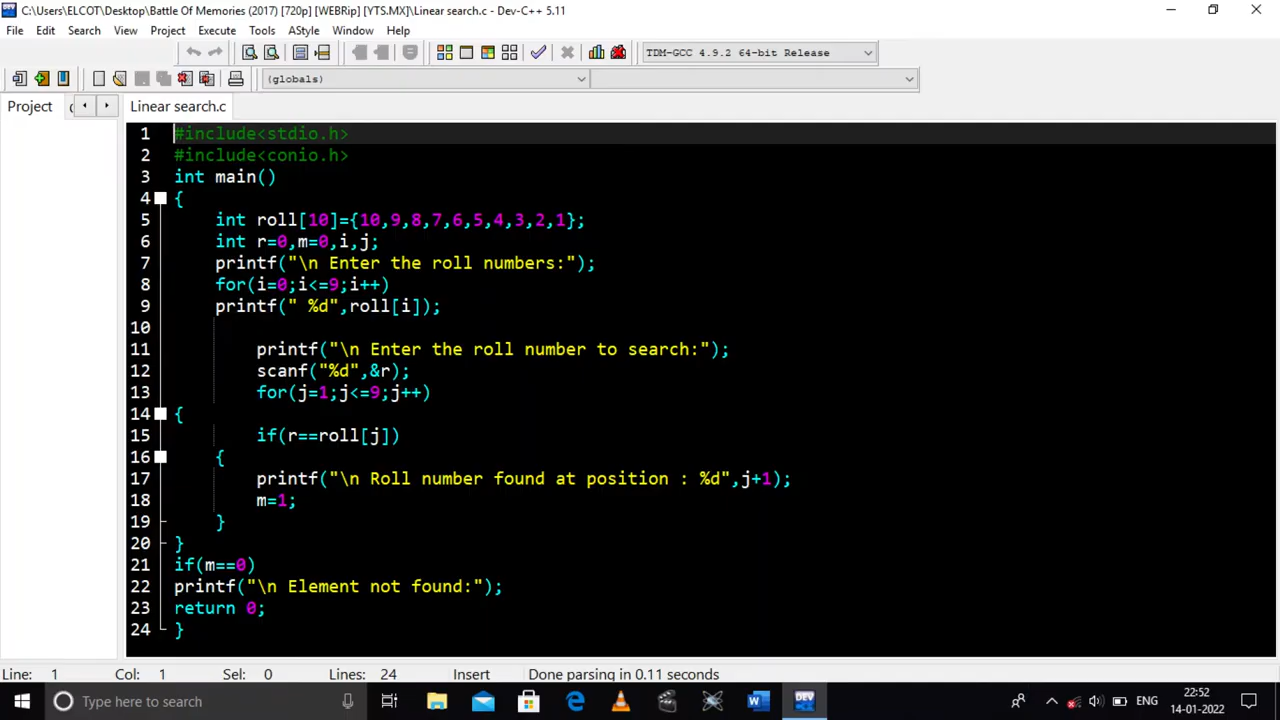 C:\Users\ELCOT\Desktop\Battle Of Memories (2017) [720p] [WEBRip] [YTS.MX]\Linear search.c - Dev-C++ 5.11
File Edit Search View Project Execute Tools AStyle Window Help
TDM-GCC 4.9.2 64-bit Release
(globals)
Project Linear search.c
1 #include<stdio.h>
2 #include<conio.h>
3 int main()
4 {
5 int roll[10]={10,9,8,7,6,5,4,3,2,1};
6 int r=0,m=0,i,j;
7 printf("\n Enter the roll numbers:");
8 for(i=0;i<=9;i++)
9 printf(" %d",roll[i]);
10
11 printf("\n Enter the roll number to search:");
12 scanf("%d",&r);
13 for(j=1;j<=9;j++)
14 {
15 if(r==roll[j])
16 {
17 printf("\n Roll number found at position : %d",j+1);
18 m=1;
19 }
20 }
21 if(m==0)
22 printf("\n Element not found:");
23 return 0;
24 }
Line: 1 Col: 1 Sel: 0 Lines: 24 Insert Done parsing in 0.11 seconds
Type here to search
ENG
22:52
14-01-2022